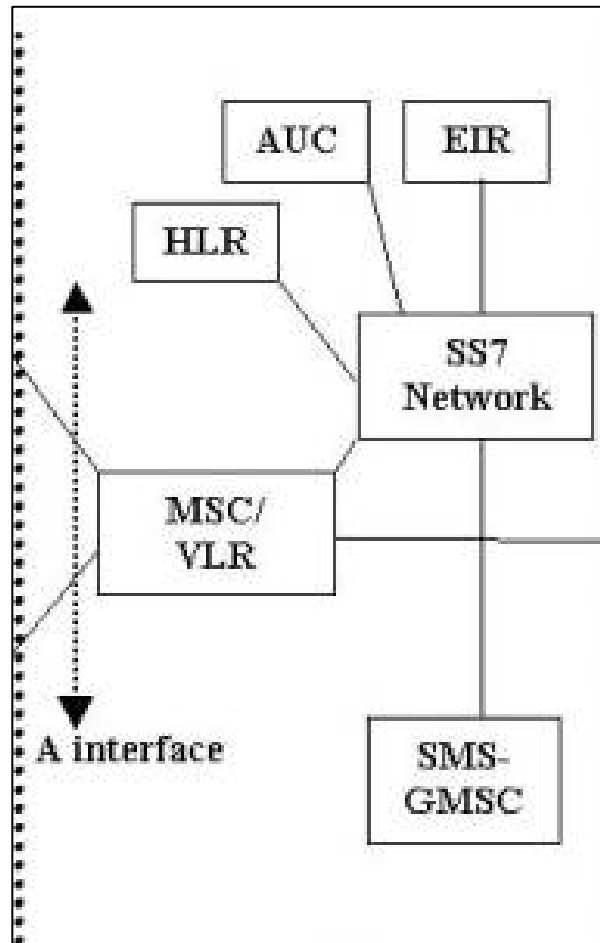 AUC
EIR
HLR
SS7
Network
MSC/
VLR
A interface
SMS-
GMSC